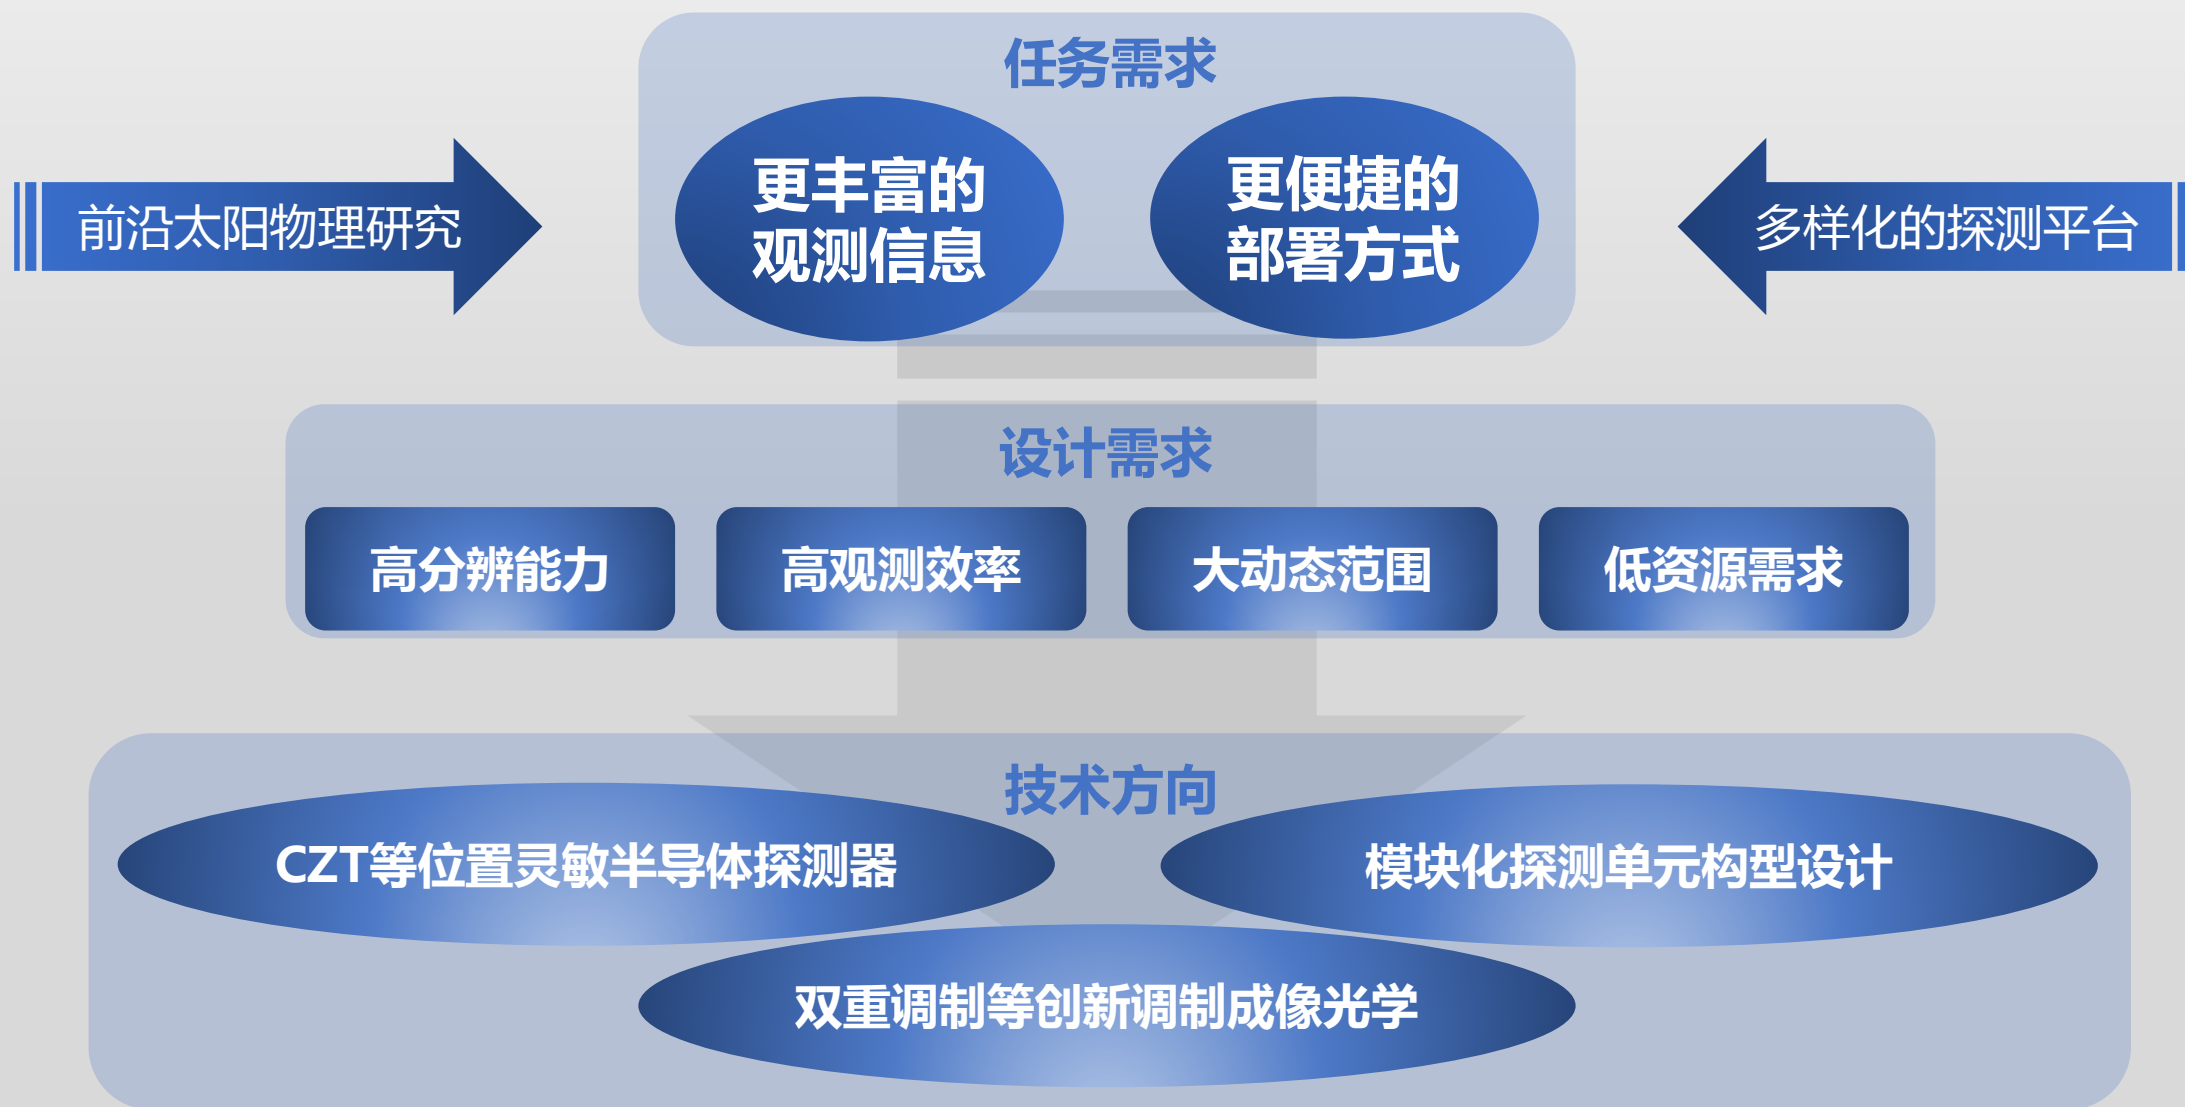 任务需求
前沿太阳物理研究
更丰富的
观测信息
更便捷的
部署方式
多样化的探测平台
设计需求
高分辨能力
高观测效率
大动态范围
低资源需求
技术方向
CZT等位置灵敏半导体探测器
模块化探测单元构型设计
双重调制等创新调制成像光学